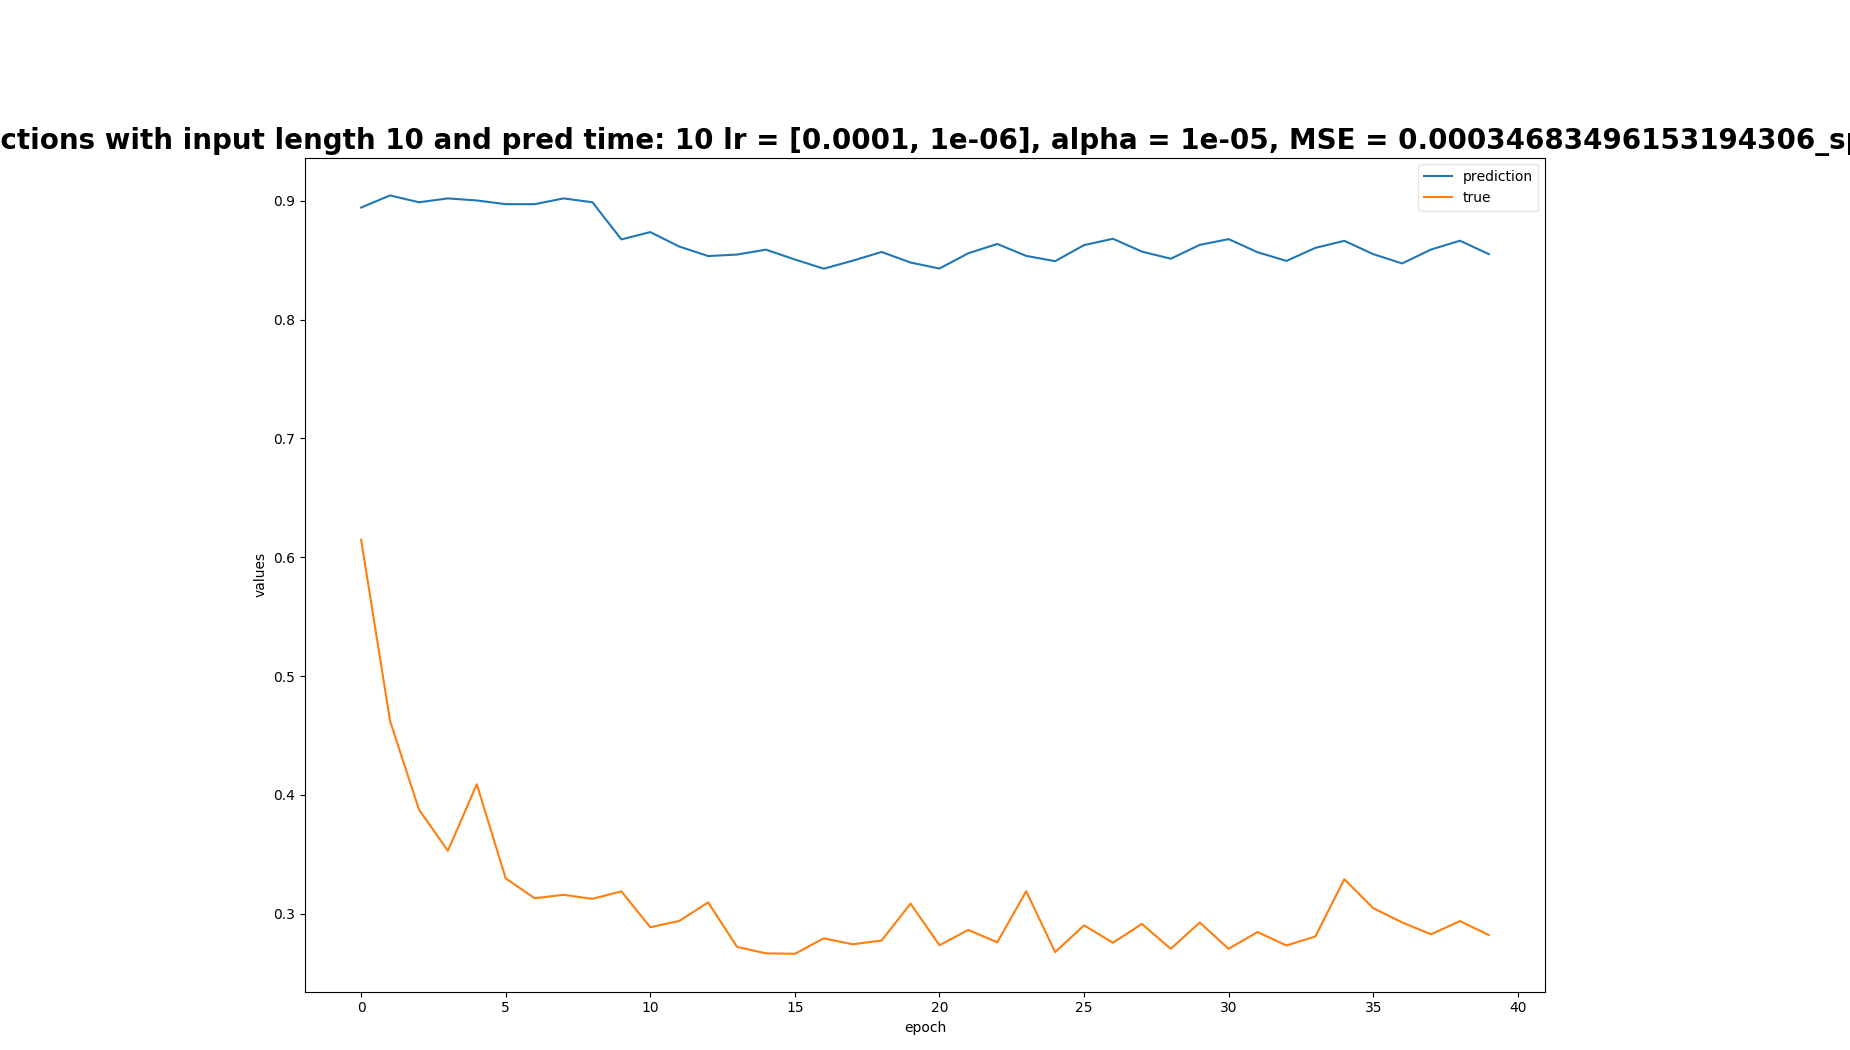 ctions with input length 10 and pred time: 10 lr = [0.0001, 1e-06], alpha = 1e-05, MSE = 0.00034683496153194306_sp
prediction
true
0.9
0.8
0.7
0.6
0.5
0.4
0.3
values
0 5 10 15 20 25 30 35 40
epoch